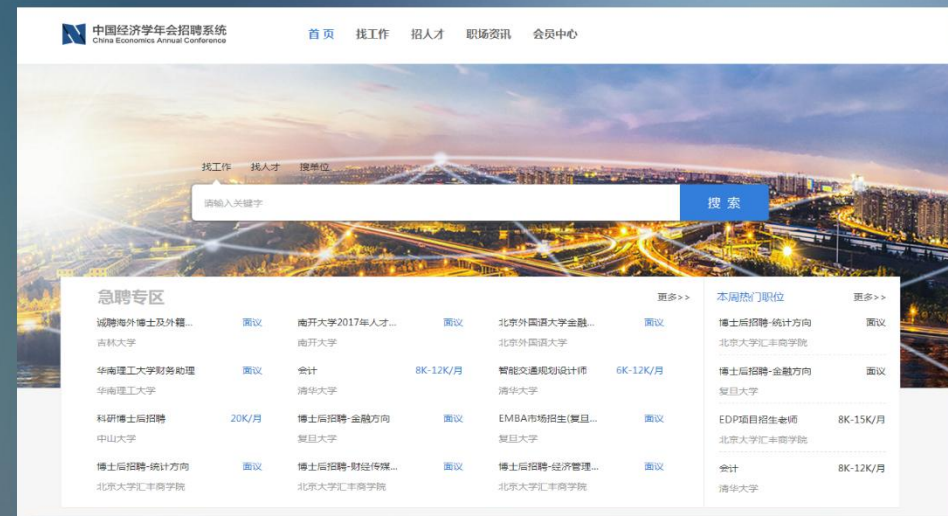 中国经济学年会招聘系统
China Economics Annual Conference
首页 找工作 招人才 职场资讯 会员中心
找工作 找人才 搜单位
请输入关键字 搜索
急聘专区 更多>>
诚聘海外博士及外籍... 面议
吉林大学
南开大学2017年人才... 面议
南开大学
北京外国语大学金融... 面议
北京外国语大学
华南理工大学财务助理 面议
华南理工大学
会计 8K-12K/月
清华大学
智能交通规划设计师 6K-12K/月
清华大学
科研博士后招聘 20K/月
中山大学
博士后招聘-金融方向 面议
复旦大学
EMBA市场招生(复旦... 面议
复旦大学
博士后招聘-统计方向 面议
北京大学汇丰商学院
博士后招聘-财经传媒... 面议
北京大学汇丰商学院
博士后招聘-经济管理... 面议
北京大学汇丰商学院
本周热门职位 更多>>
博士后招聘-统计方向 面议
北京大学汇丰商学院
博士后招聘-金融方向 面议
复旦大学
EDP项目招生老师 8K-15K/月
北京大学汇丰商学院
会计 8K-12K/月
清华大学